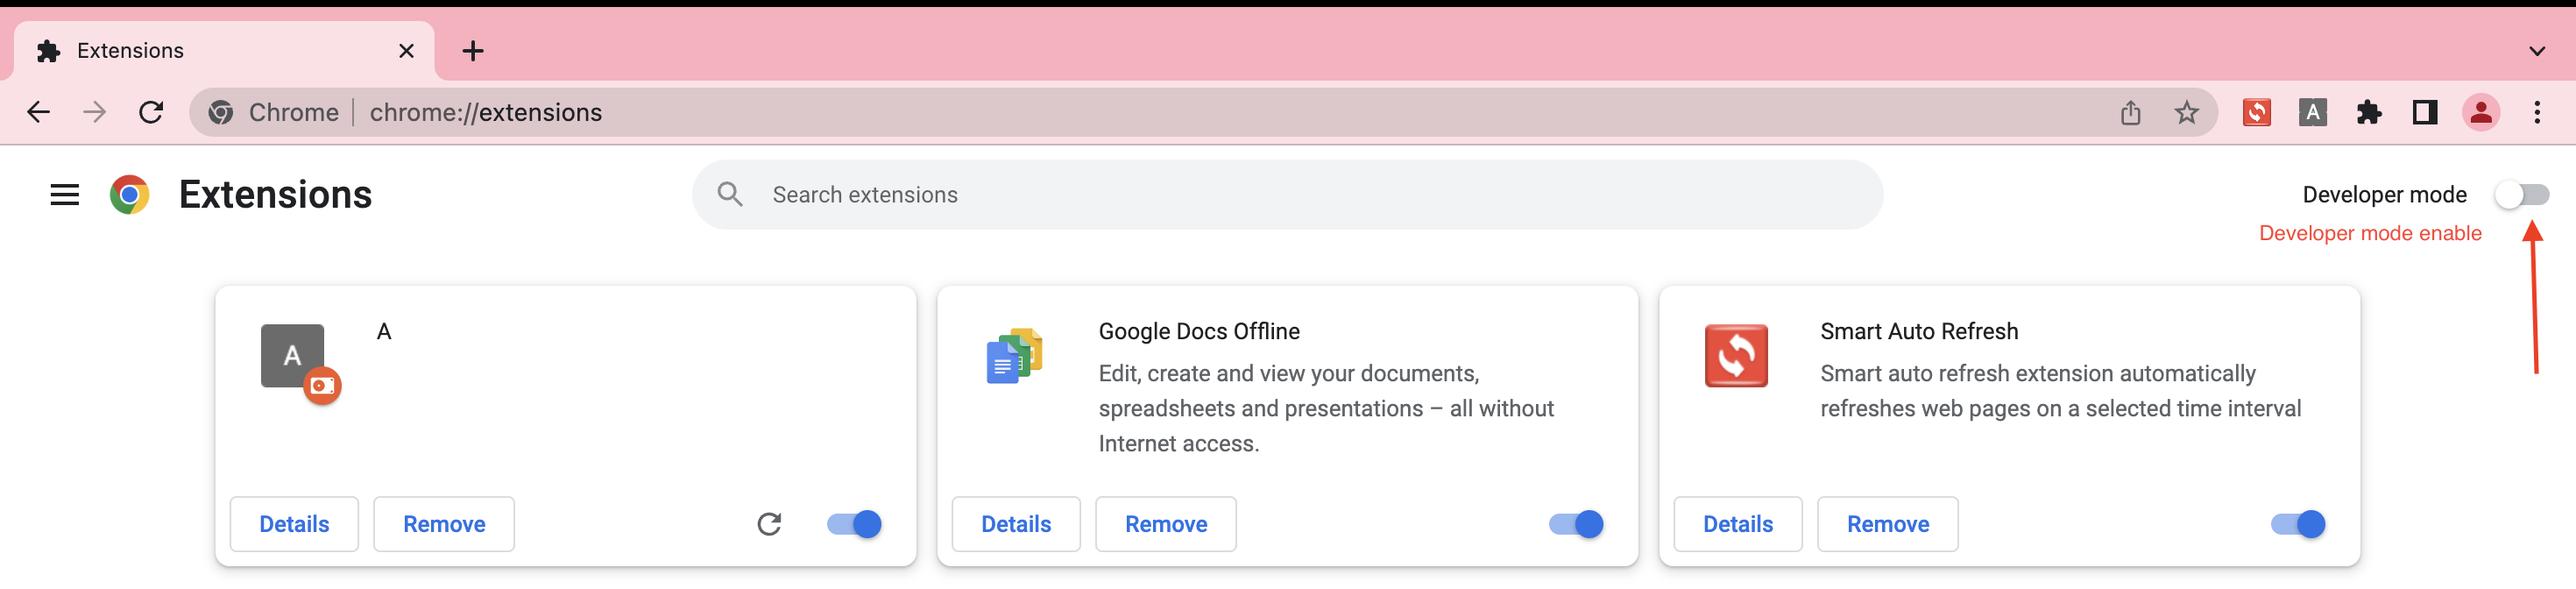 Extensions
Chrome chrome://extensions
A
Extensions
Search extensions
Developer mode
Developer mode enable
A
A
Details
Remove
Google Docs Offline
Edit, create and view your documents,
spreadsheets and presentations – all without
Internet access.
Details
Remove
Smart Auto Refresh
Smart auto refresh extension automatically
refreshes web pages on a selected time interval
Details
Remove